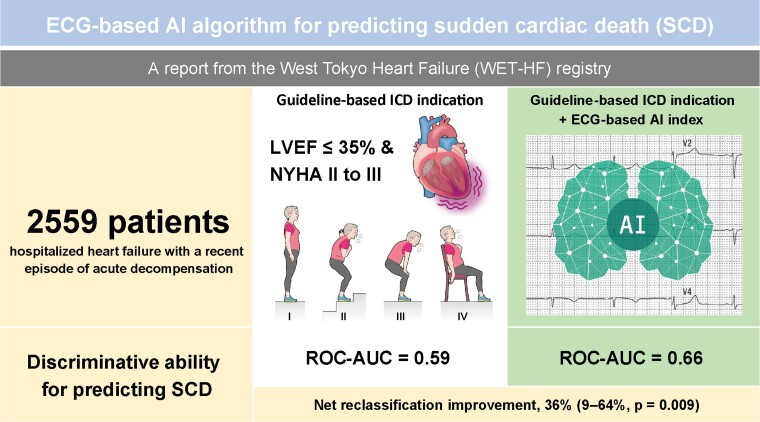 ECG-based AI algorithm for predicting sudden cardiac death (SCD)
A report from the West Tokyo Heart Failure (WET-HF) registry
2559 patients
hospitalized heart failure with a recent
episode of acute decompensation
Guideline-based ICD indication
LVEF ≤ 35% &
NYHA II to III
I II III IV
Guideline–based ICD indication
+ ECG-based AI index
V2
AI
V4
Discriminative ability
for predicting SCD
ROC-AUC = 0.59
ROC-AUC = 0.66
Net reclassification improvement, 36% (9–64%, p = 0.009)